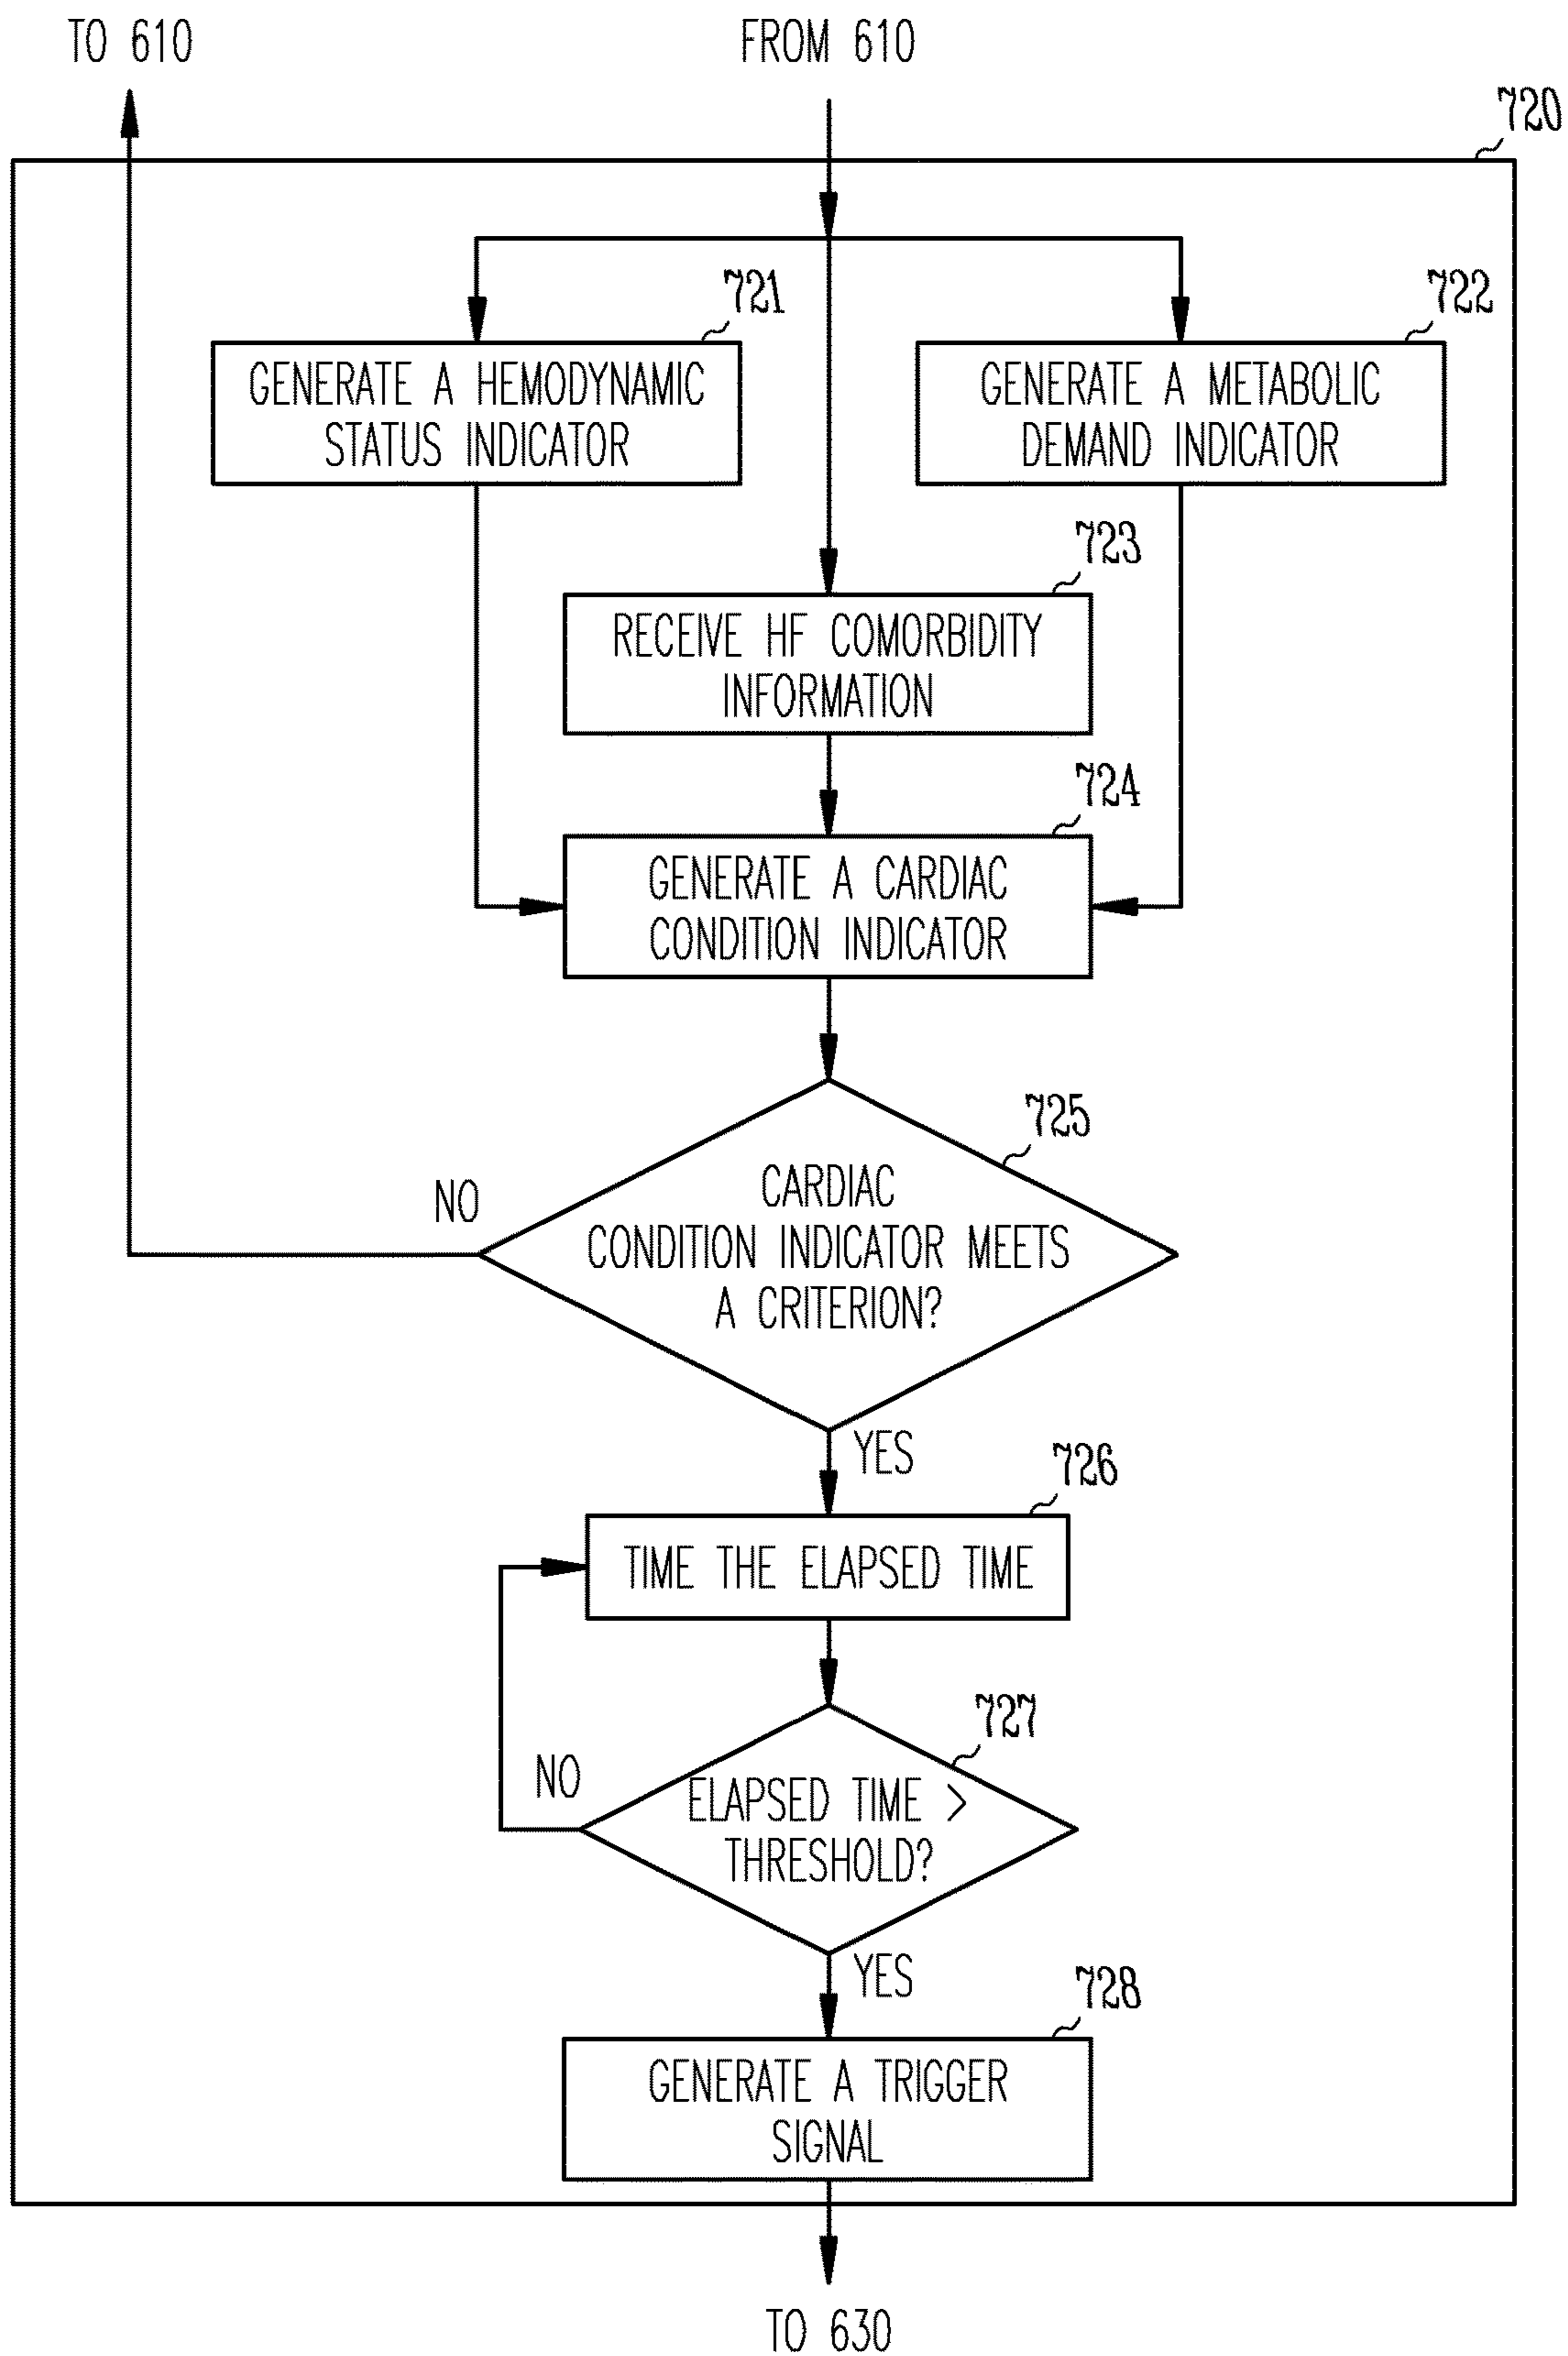 TO 610
FROM 610
720
721
GENERATE A HEMODYNAMIC
STATUS INDICATOR
722
GENERATE A METABOLIC
DEMAND INDICATOR
723
RECEIVE HF COMORBIDITY
INFORMATION
724
GENERATE A CARDIAC
CONDITION INDICATOR
725
CARDIAC
CONDITION INDICATOR MEETS
A CRITERION?
NO
YES
726
TIME THE ELAPSED TIME
727
ELAPSED TIME >
THRESHOLD?
NO
YES
728
GENERATE A TRIGGER
SIGNAL
TO 630